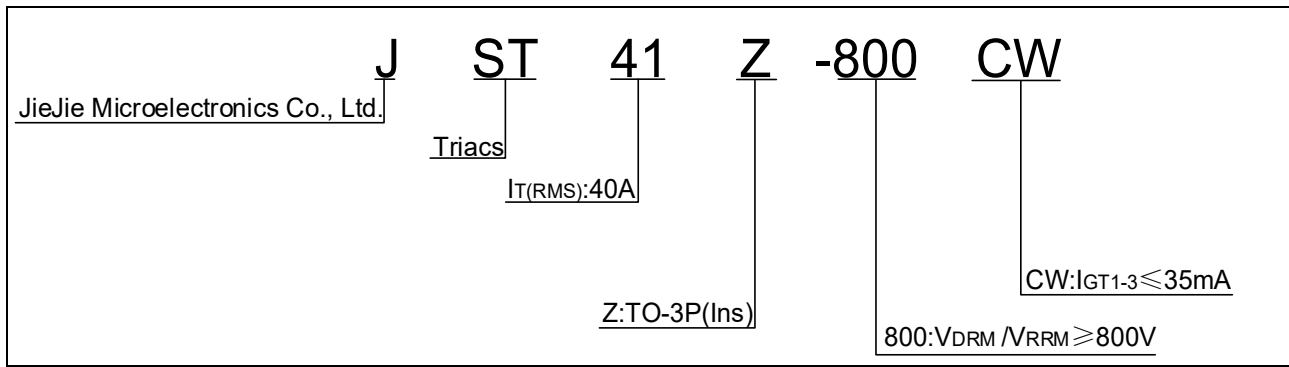 J ST 41 Z -800 CW
JieJie Microelectronics Co., Ltd.
Triacs
IT(RMS):40A
CW:IGT1-3≤35mA
Z:TO-3P(Ins)
800:VDRM /VRRM≥800V